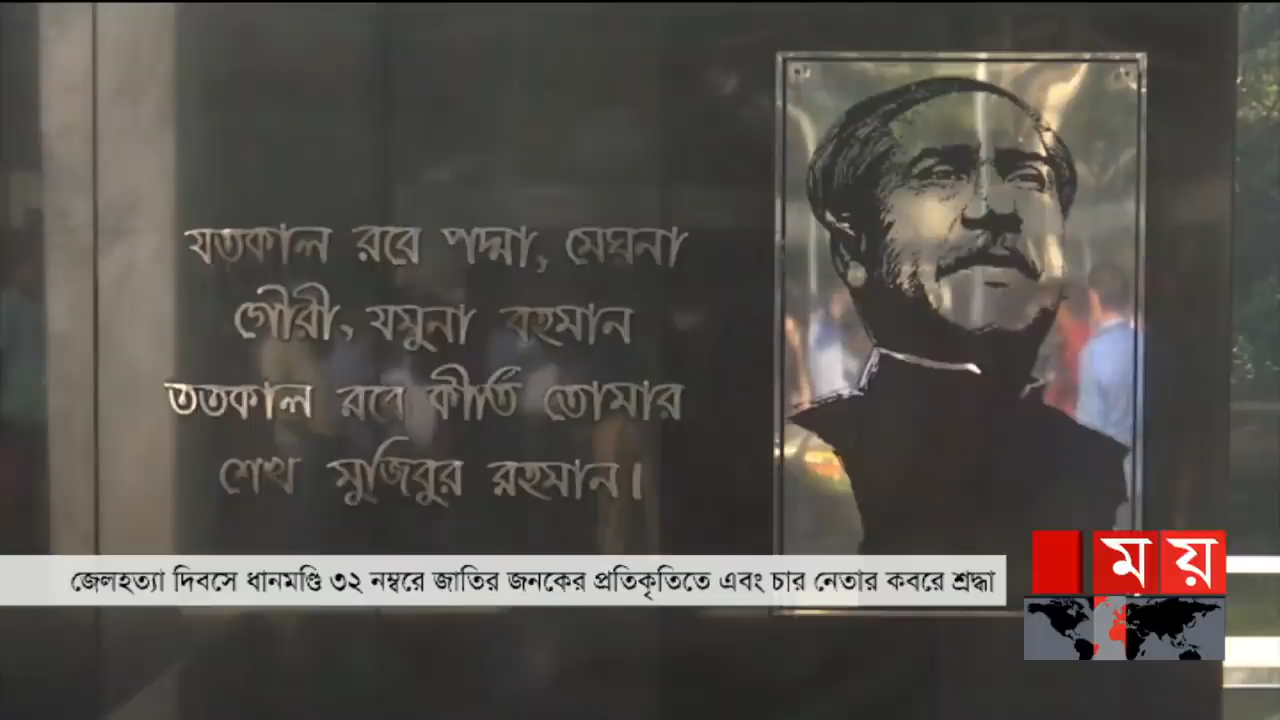 যতকাল রবে পদ্মা, মেঘনা
গৌরী, যমুনা বহমান
ততকাল রবে কীর্তি তোমার
শেখ মুজিবুর রহমান।
জেলহত্যা দিবসে ধানমণ্ডি ৩২ নম্বরে জাতির জনকের প্রতিকৃতিতে এবং চার নেতার কবরে শ্রদ্ধা
ময়